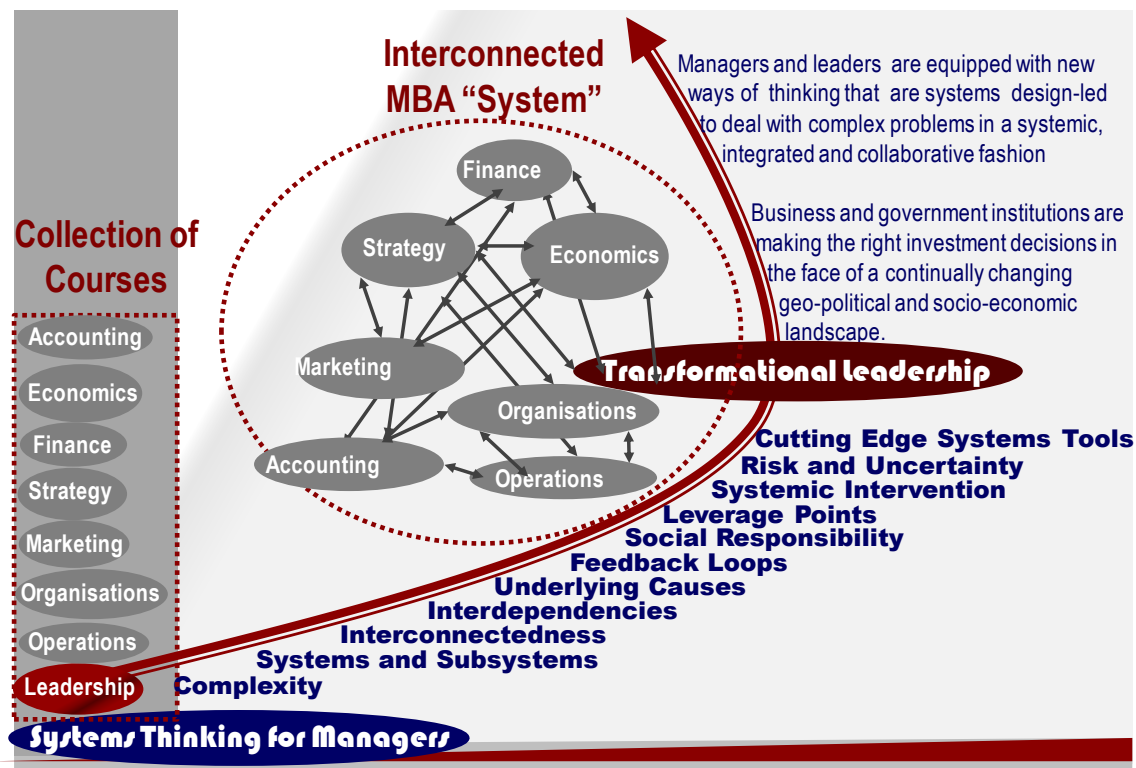 Interconnected
MBA “System”
Managers and leaders are equipped with new
ways of thinking that are systems design-led
to deal with complex problems in a systemic,
integrated and collaborative fashion
Business and government institutions are
making the right investment decisions in
the face of a continually changing
geo-political and socio-economic
landscape.
Collection of
Courses
Accounting
Economics
Finance
Strategy
Marketing
Organisations
Operations
Leadership
Finance
Strategy
Economics
Marketing
Organisations
Accounting
Operations
Transformational Leadership
Cutting Edge Systems Tools
Risk and Uncertainty
Systemic Intervention
Leverage Points
Social Responsibility
Feedback Loops
Underlying Causes
Interdependencies
Interconnectedness
Systems and Subsystems
Complexity
Systems Thinking for Managers